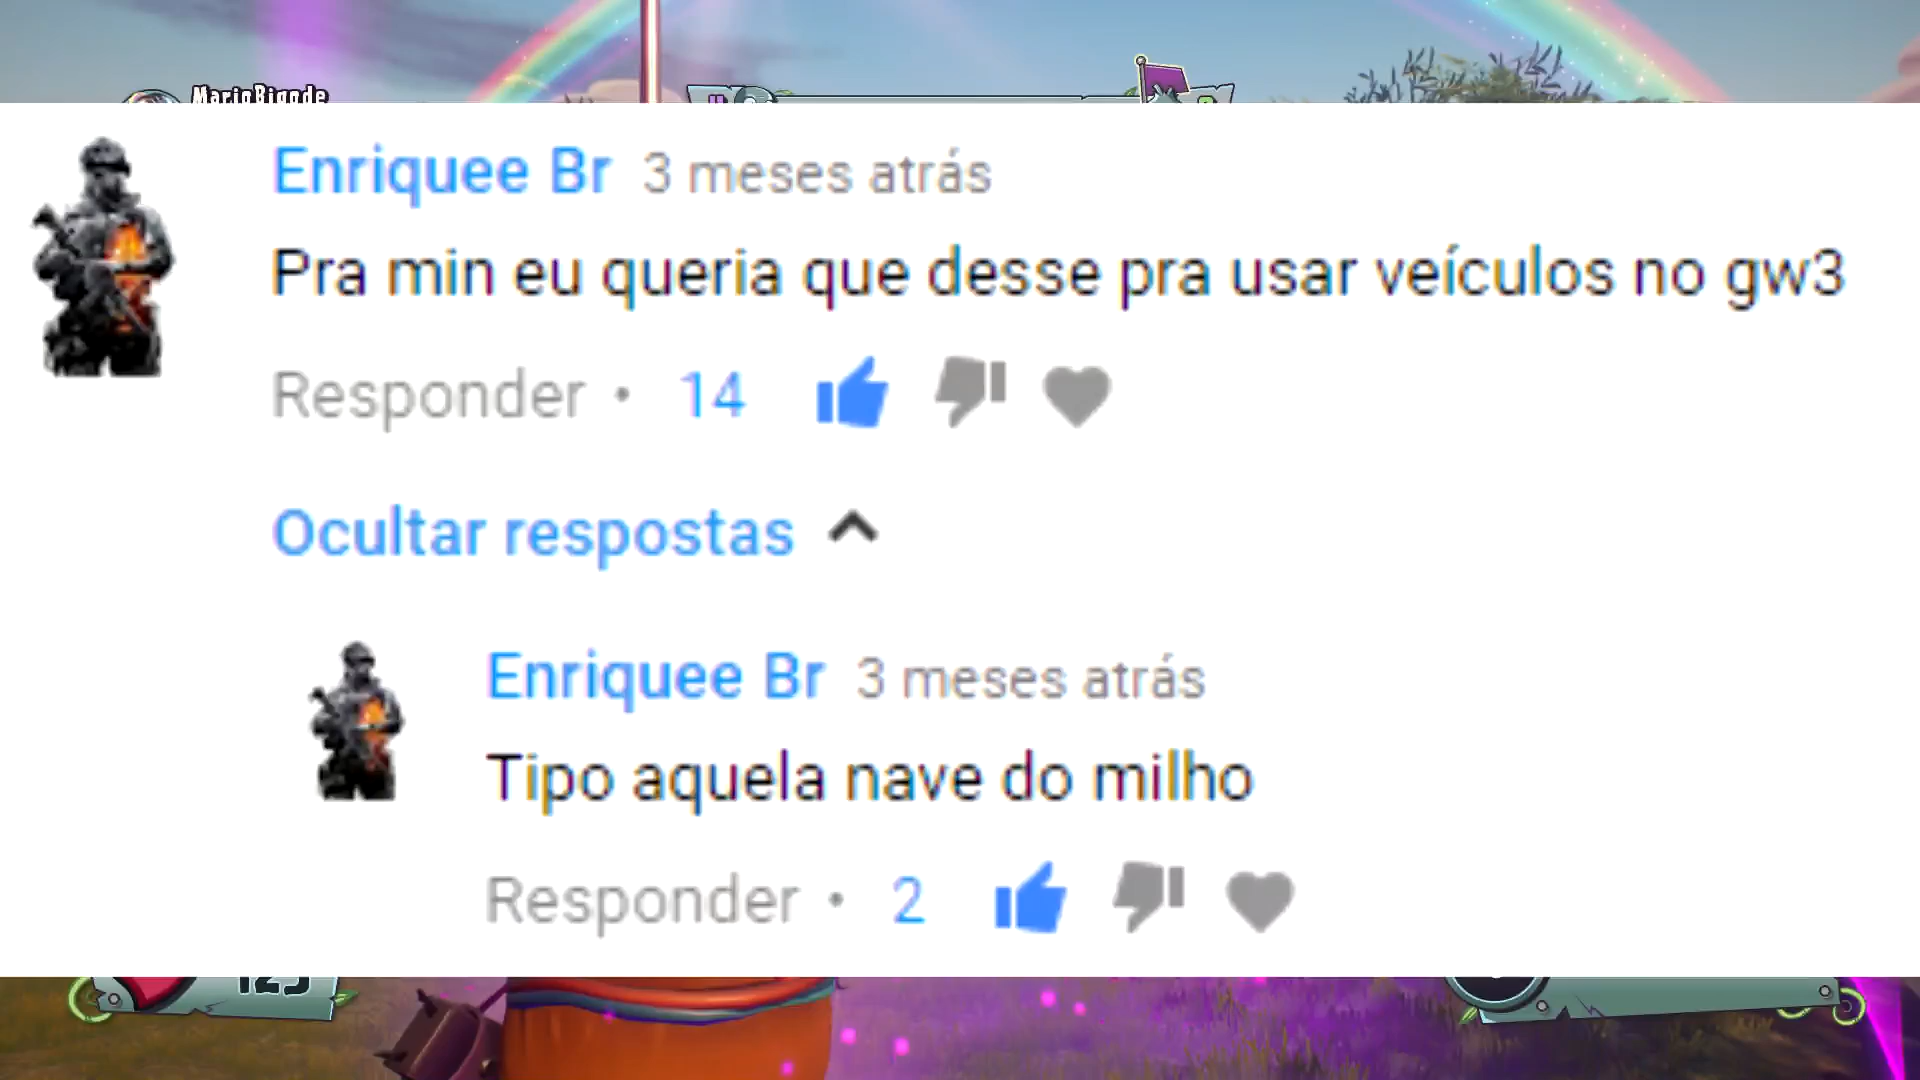 MarioBigode
Enriquee Br 3 meses atrás
Pra min eu queria que desse pra usar veículos no gw3
Responder • 14
Ocultar respostas
Enriquee Br 3 meses atrás
Tipo aquela nave do milho
Responder • 2
125